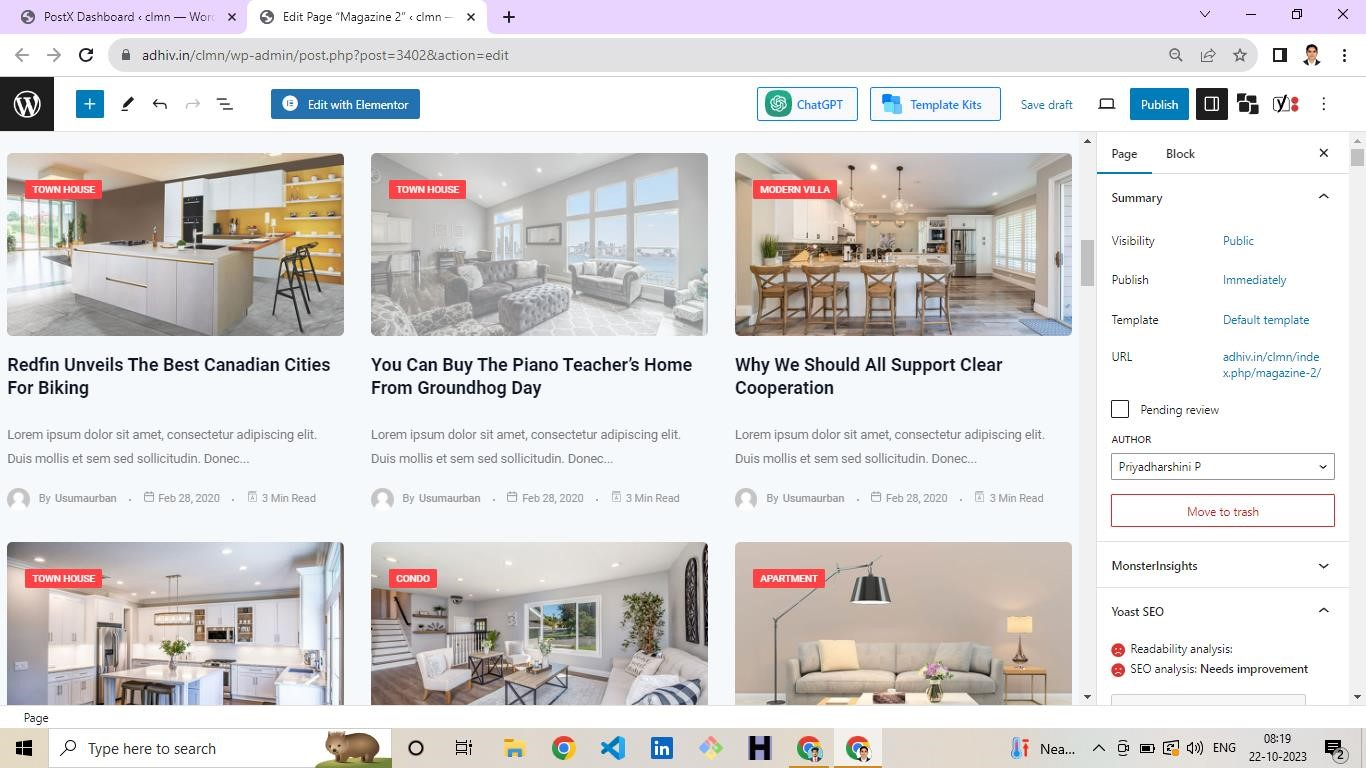 PostX Dashboard ‹ clmn — Wor
Edit Page “Magazine 2” ‹ clmn —
adhiv.in/clmn/wp-admin/post.php?post=3402&action=edit
Edit with Elementor
ChatGPT
Template Kits
Save draft
Publish
Page
Block
Summary
Visibility
Public
Publish
Immediately
Template
Default template
URL
adhiv.in/clmn/inde
x.php/magazine-2/
Pending review
AUTHOR
Priyadharshini P
Move to trash
MonsterInsights
Yoast SEO
Readability analysis:
SEO analysis: Needs improvement
TOWN HOUSE
Redfin Unveils The Best Canadian Cities
For Biking
Lorem ipsum dolor sit amet, consectetur adipiscing elit.
Duis mollis et sem sed sollicitudin. Donec...
By Usumaurban
Feb 28, 2020
3 Min Read
TOWN HOUSE
You Can Buy The Piano Teacher’s Home
From Groundhog Day
Lorem ipsum dolor sit amet, consectetur adipiscing elit.
Duis mollis et sem sed sollicitudin. Donec...
By Usumaurban
Feb 28, 2020
3 Min Read
MODERN VILLA
Why We Should All Support Clear
Cooperation
Lorem ipsum dolor sit amet, consectetur adipiscing elit.
Duis mollis et sem sed sollicitudin. Donec...
By Usumaurban
Feb 28, 2020
3 Min Read
TOWN HOUSE
CONDO
APARTMENT
Page
Type here to search
Nea...
ENG
08:19
22-10-2023
2